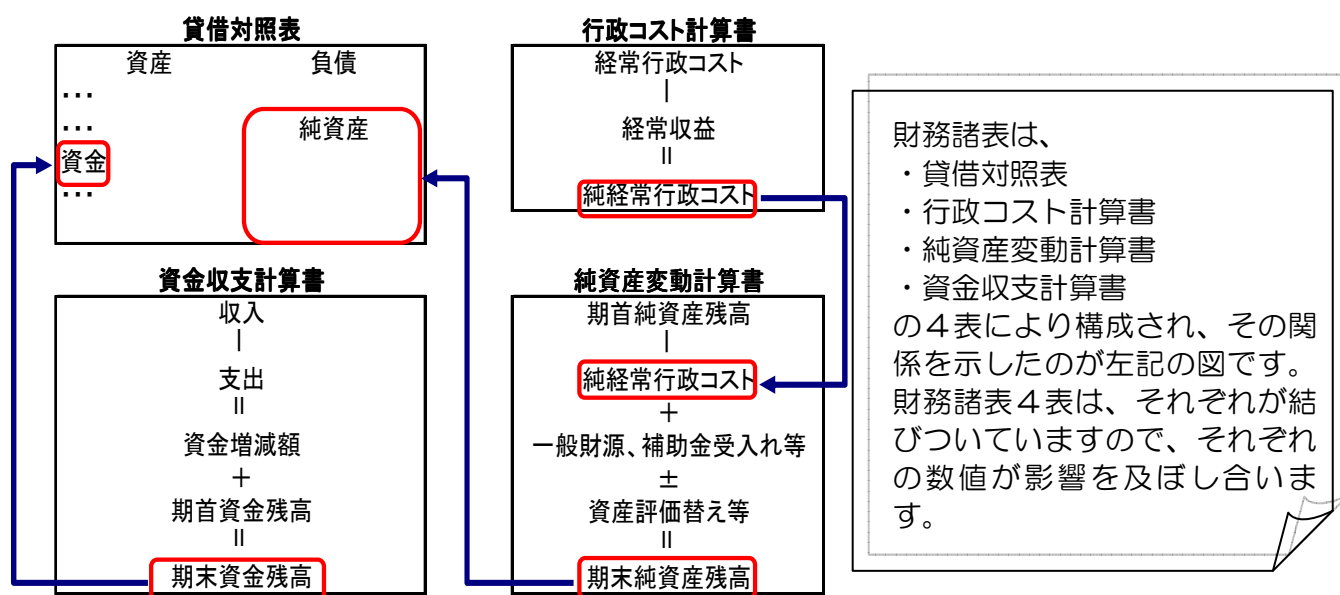 貸借対照表
資産 負債
･･･
･･･ 純資産
資金
･･･
行政コスト計算書
経常行政コスト
－
経常収益
＝
純経常行政コスト
資金収支計算書
収入
－
支出
＝
資金増減額
＋
期首資金残高
＝
期末資金残高
純資産変動計算書
期首純資産残高
－
純経常行政コスト
＋
一般財源、補助金受入れ等
±
資産評価替え等
＝
期末純資産残高
財務諸表は、
・貸借対照表
・行政コスト計算書
・純資産変動計算書
・資金収支計算書
の４表により構成され、その関
係を示したのが左記の図です。
財務諸表４表は、それぞれが結
びついていますので、それぞれ
の数値が影響を及ぼし合いま
す。